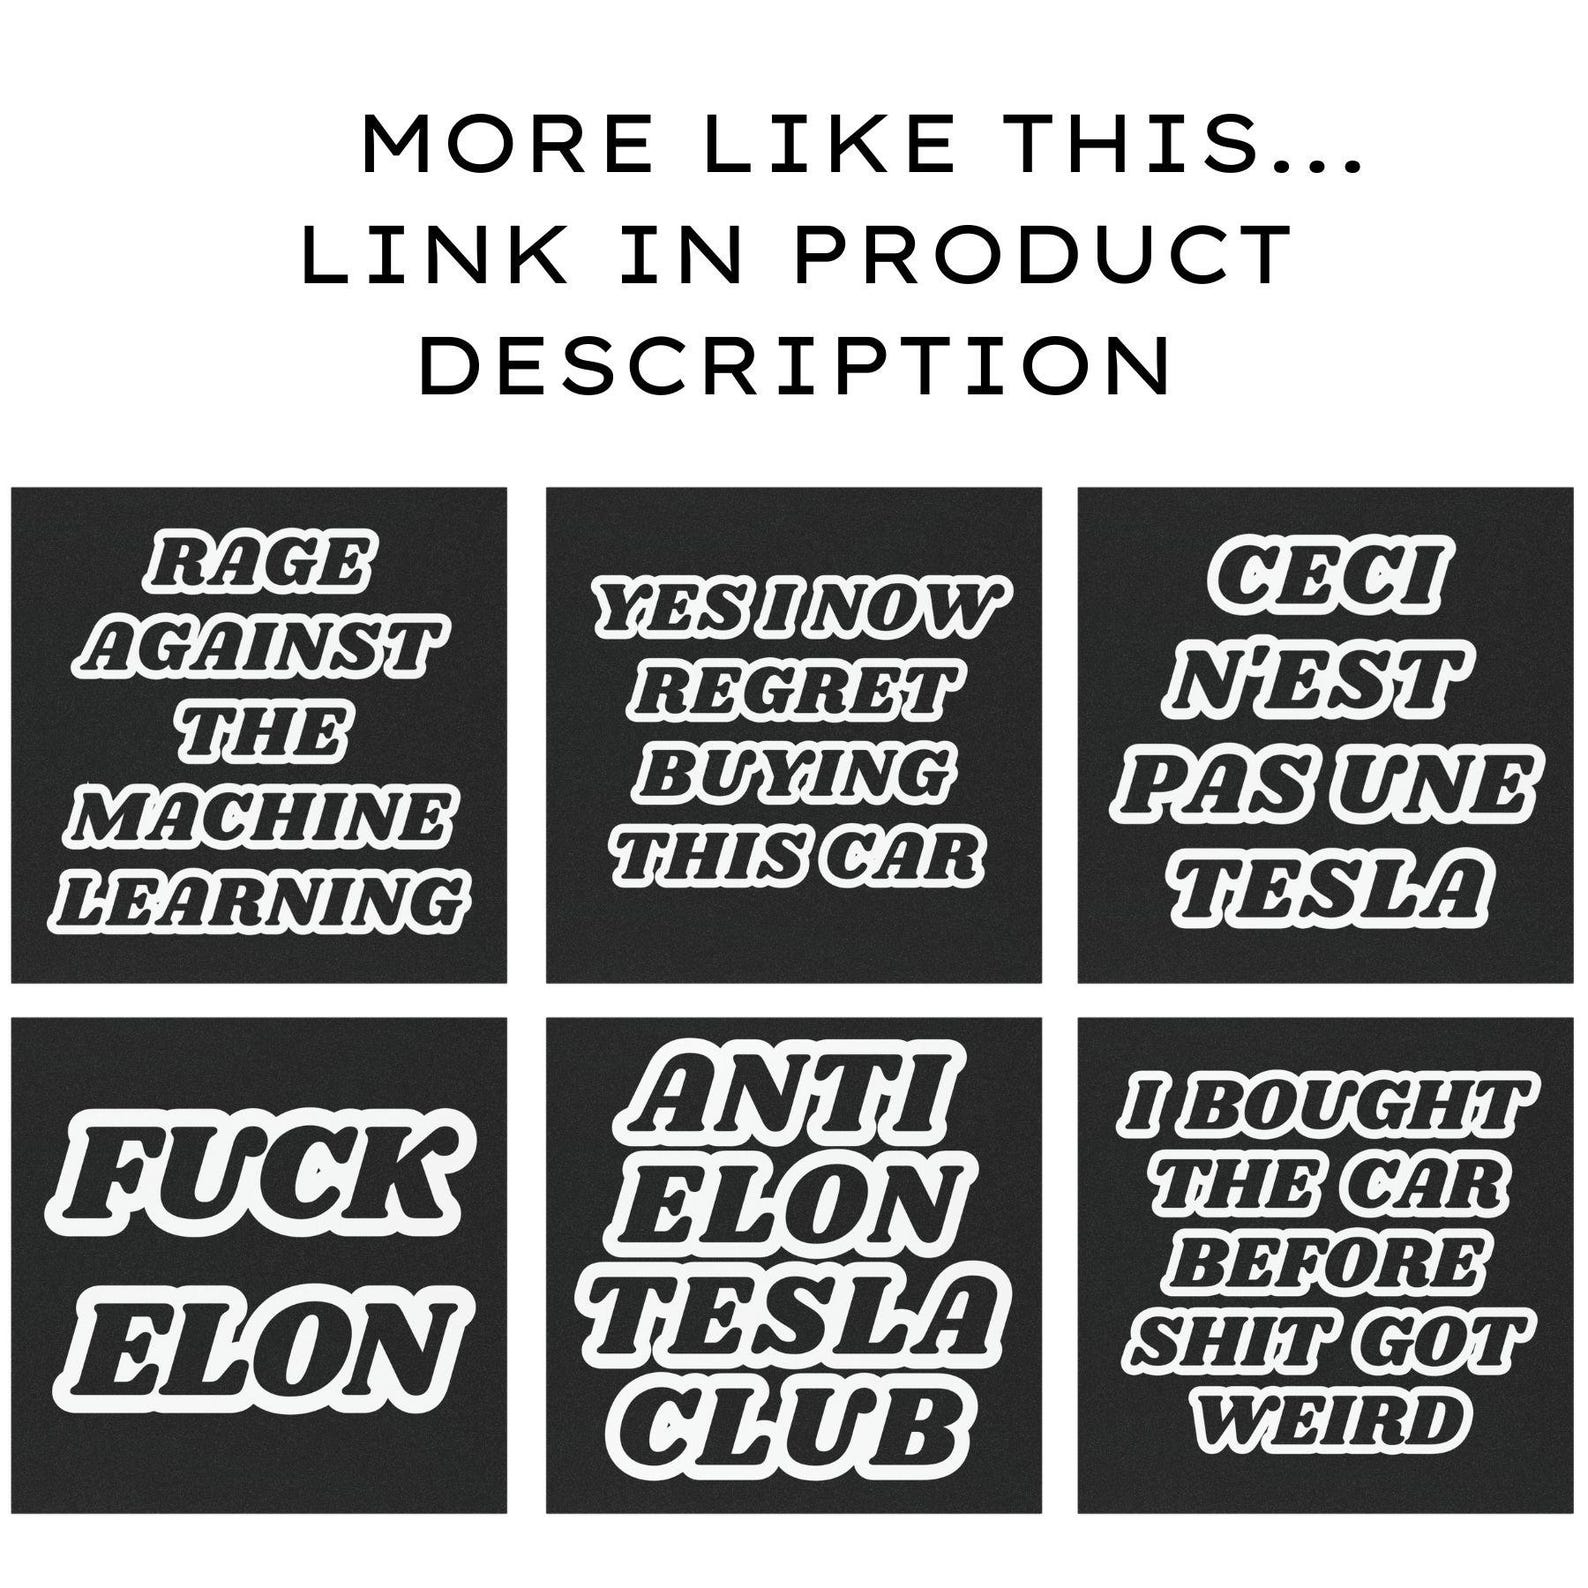 MORE LIKE THIS...
LINK IN PRODUCT
DESCRIPTION
RAGE
AGAINST
THE
MACHINE
LEARNING
YES I NOW
REGRET
BUYING
THIS CAR
CECI
N'EST
PAS UNE
TESLA
FUCK
ELON
ANTI
ELON
TESLA
CLUB
I BOUGHT
THE CAR
BEFORE
SHIT GOT
WEIRD